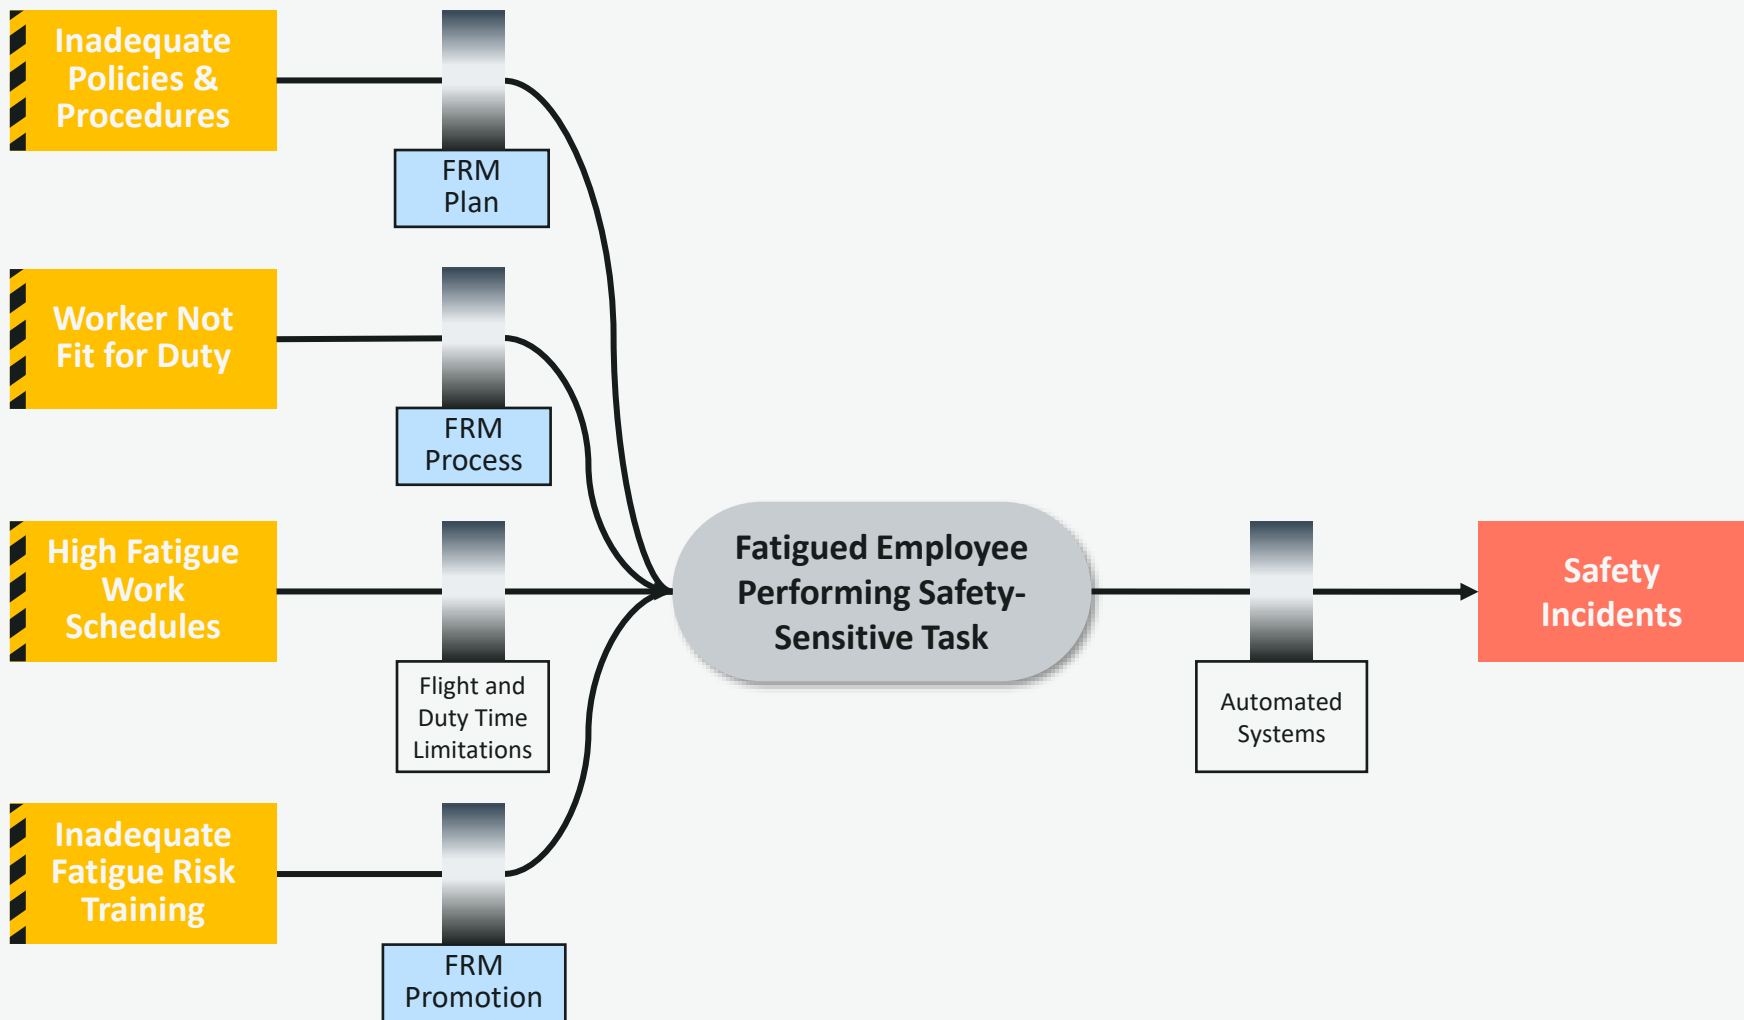 Inadequate
Policies &
Procedures
FRM
Plan
Worker Not
Fit for Duty
FRM
Process
High Fatigue
Work
Schedules
Flight and
Duty Time
Limitations
Inadequate
Fatigue Risk
Training
FRM
Promotion
Fatigued Employee
Performing Safety-
Sensitive Task
Automated
Systems
Safety
Incidents